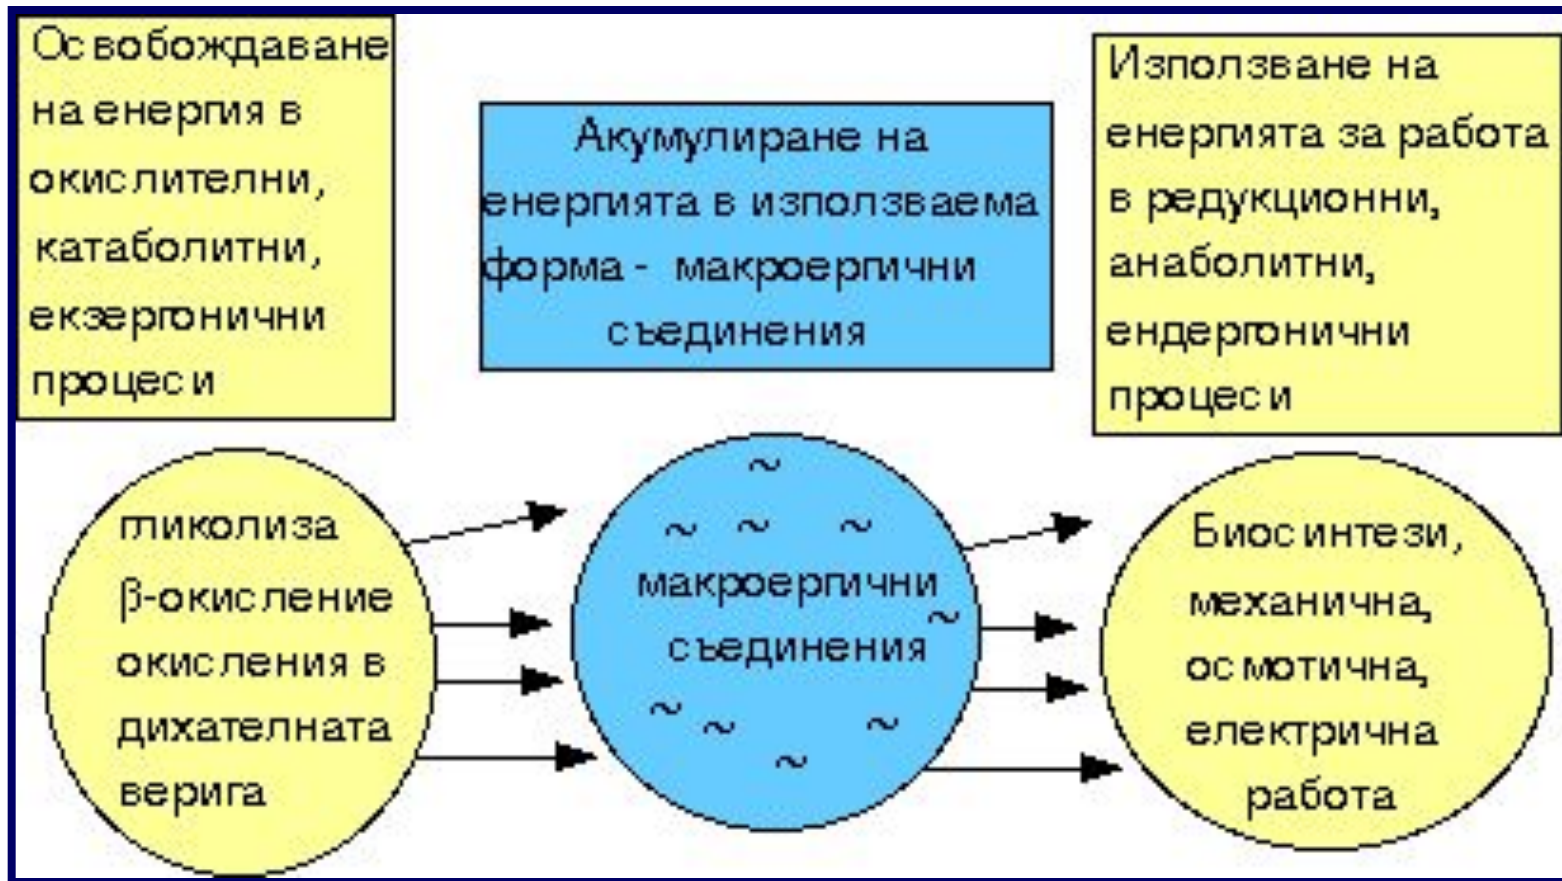 Освобождаване
на енергия в
окислителни,
катаболитни,
екзергонични
процеси
Акумулиране на
енергията в използваема
форма - макроергични
съединения
Използване на
енергията за работа
в редукционни,
анаболитни,
ендергонични
процеси
гликолиза
β-окисление
окисления в
дихателната
верига
~
~ ~ ~
макроергични
~
съединения
~ ~ ~
~
Биосинтези,
механична,
осмотична,
електрична
работа